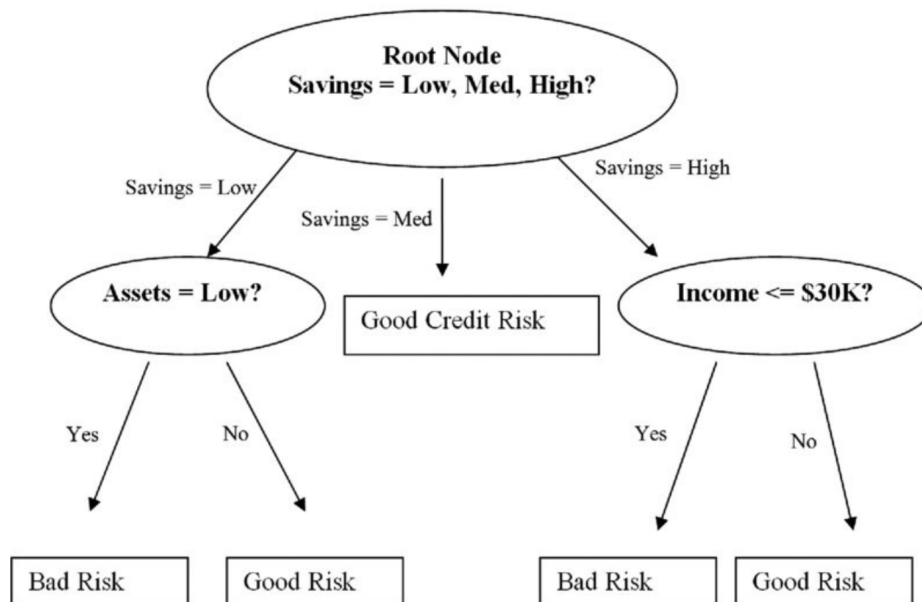 Root Node
Savings = Low, Med, High?
Savings = Low
Savings = Med
Savings = High
Assets = Low?
Good Credit Risk
Income <= $30K?
Yes
No
Yes
No
Bad Risk
Good Risk
Bad Risk
Good Risk